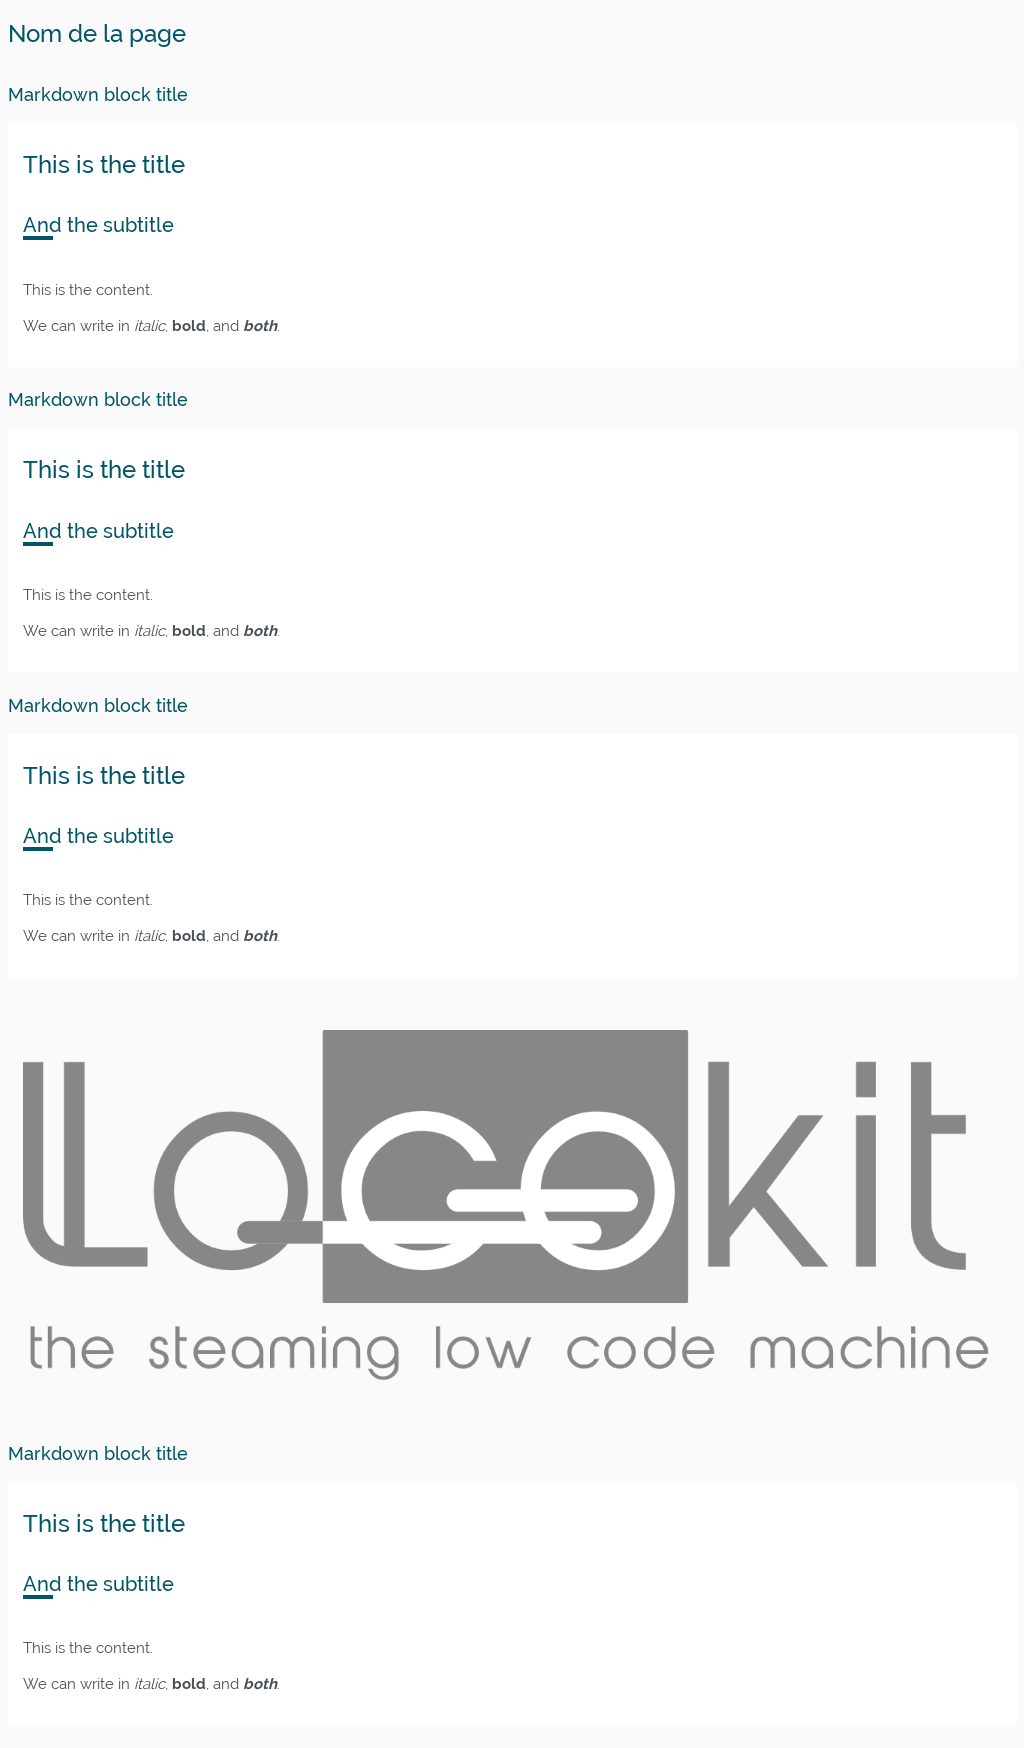 Nom de la page
Markdown block title
This is the title
And the subtitle
This is the content.
We can write in italic, bold, and both.
Markdown block title
This is the title
And the subtitle
This is the content.
We can write in italic, bold, and both.
Markdown block title
This is the title
And the subtitle
This is the content.
We can write in italic, bold, and both.
Locokit
the steaming low code machine
Markdown block title
This is the title
And the subtitle
This is the content.
We can write in italic, bold, and both.